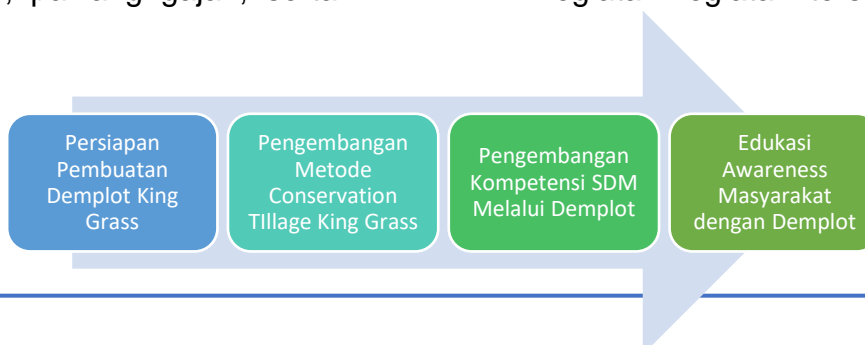 Persiapan
Pembuatan
Demplot King
Grass
Pengembangan
Metode
Conservation
TIllage King Grass
Pengembangan
Kompetensi SDM
Melalui Demplot
Edukasi
Awareness
Masyarakat
dengan Demplot